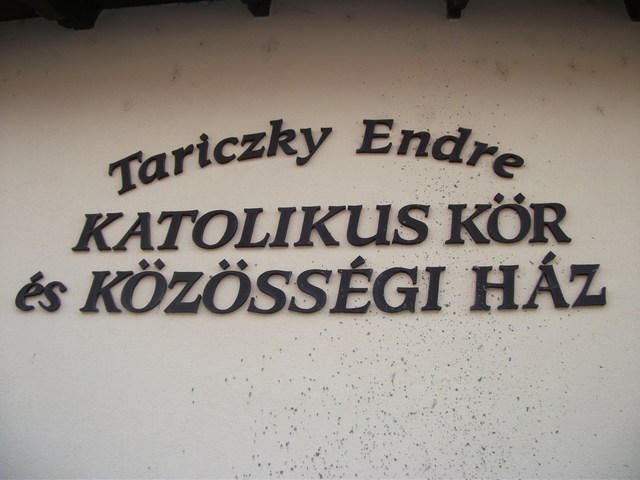 Tariczky Endre
KATOLIKUS KÖR
és KÖZÖSSÉGI HÁZ